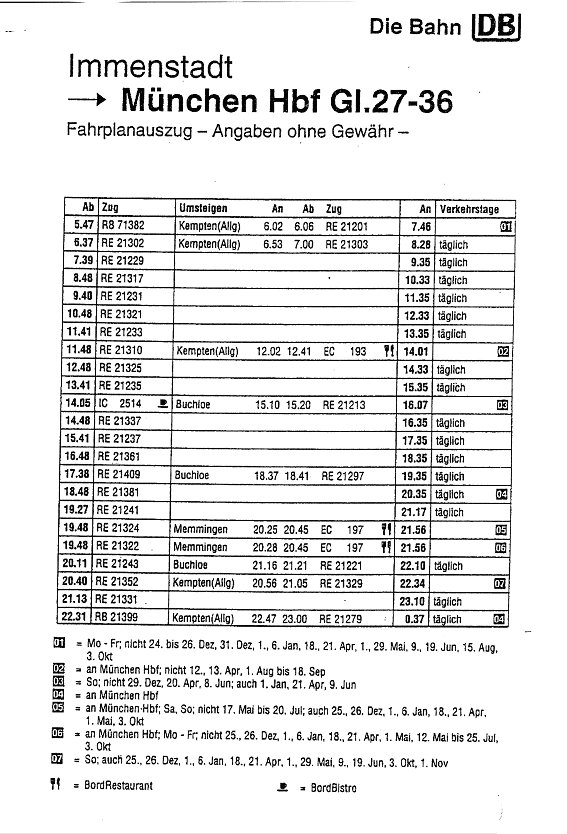 Die Bahn DB
Immenstadt
→ München Hbf Gl.27-36
Fahrplanauszug – Angaben ohne Gewähr –
Ab Zug Umsteigen An Ab Zug An Verkehrstage
5.47 RB 71382 Kempten(Allg) 6.02 6.06 RE 21201 7.46 01
6.37 RE 21302 Kempten(Allg) 6.53 7.00 RE 21303 8.28 täglich
7.39 RE 21229 9.35 täglich
8.48 RE 21317 10.33 täglich
9.40 RE 21231 11.35 täglich
10.48 RE 21321 12.33 täglich
11.41 RE 21233 13.35 täglich
11.48 RE 21310 Kempten(Allg) 12.02 12.41 EC 193 14.01 02
12.48 RE 21325 14.33 täglich
13.41 RE 21235 15.35 täglich
14.05 IC 2514 Buchloe 15.10 15.20 RE 21213 16.07 03
14.48 RE 21337 16.35 täglich
15.41 RE 21237 17.35 täglich
16.48 RE 21361 18.35 täglich
17.38 RE 21409 Buchloe 18.37 18.41 RE 21297 19.35 täglich
18.48 RE 21381 20.35 täglich 04
19.27 RE 21241 21.17 täglich
19.48 RE 21324 Memmingen 20.25 20.45 EC 197 21.56 05
19.48 RE 21322 Memmingen 20.28 20.45 EC 197 21.56 06
20.11 RE 21243 Buchloe 21.16 21.21 RE 21221 22.10 täglich
20.40 RE 21352 Kempten(Allg) 20.56 21.05 RE 21329 22.34 07
21.13 RE 21331 23.10 täglich
22.31 RB 21399 Kempten(Allg) 22.47 23.00 RE 21279 0.37 täglich 04
01 = Mo - Fr; nicht 24. bis 26. Dez, 31. Dez, 1., 6. Jan, 18., 21. Apr, 1., 29. Mai, 9., 19. Jun, 15. Aug,
3. Okt
02 = an München Hbf; nicht 12., 13. Apr, 1. Aug bis 18. Sep
03 = So; nicht 29. Dez, 20. Apr, 8. Jun; auch 1. Jan, 21. Apr, 9. Jun
04 = an München Hbf
05 = an München Hbf; Sa, So; nicht 17. Mai bis 20. Jul; auch 25., 26. Dez, 1., 6. Jan, 18., 21. Apr,
1. Mai, 3. Okt
06 = an München Hbf; Mo - Fr; nicht 25., 26. Dez, 1., 6. Jan, 18., 21. Apr, 1. Mai, 12. Mai bis 25. Jul,
3. Okt
07 = So; auch 25., 26. Dez, 1., 6. Jan, 18., 21. Apr, 1., 29. Mai, 9., 19. Jun, 3. Okt, 1. Nov
= BordRestaurant = BordBistro